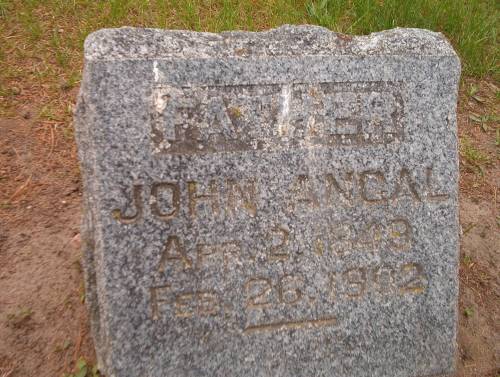 FATHER
JOHN ANGAL
APR. 2, 1849
FEB. 26, 1902